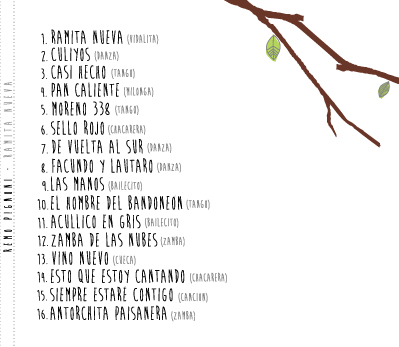 1. RAMITA NUEVA (VIDALITA)
2. CULIYOS (DANZA)
3. CASI HECHO (TANGO)
4. PAN CALIENTE (MILONGA)
5. MORENO 338 (TANGO)
6. SELLO ROJO (CHACARERA)
7. DE VUELTA AL SUR (DANZA)
8. FACUNDO Y LAUTARO (DANZA)
9. LAS MANOS (BAILECITO)
10. EL HOMBRE DEL BANDONEON (TANGO)
11. ACULLICO EN GRIS (BAILECITO)
12. ZAMBA DE LAS NUBES (ZAMBA)
13. VINO NUEVO (CUECA)
14. ESTO QUE ESTOY CANTANDO (CHACARERA)
15. SIEMPRE ESTARE CONTIGO (CANCION)
16. ANTORCHITA PAISANERA (ZAMBA)
REMO PIGNONI - RAMITA NUEVA